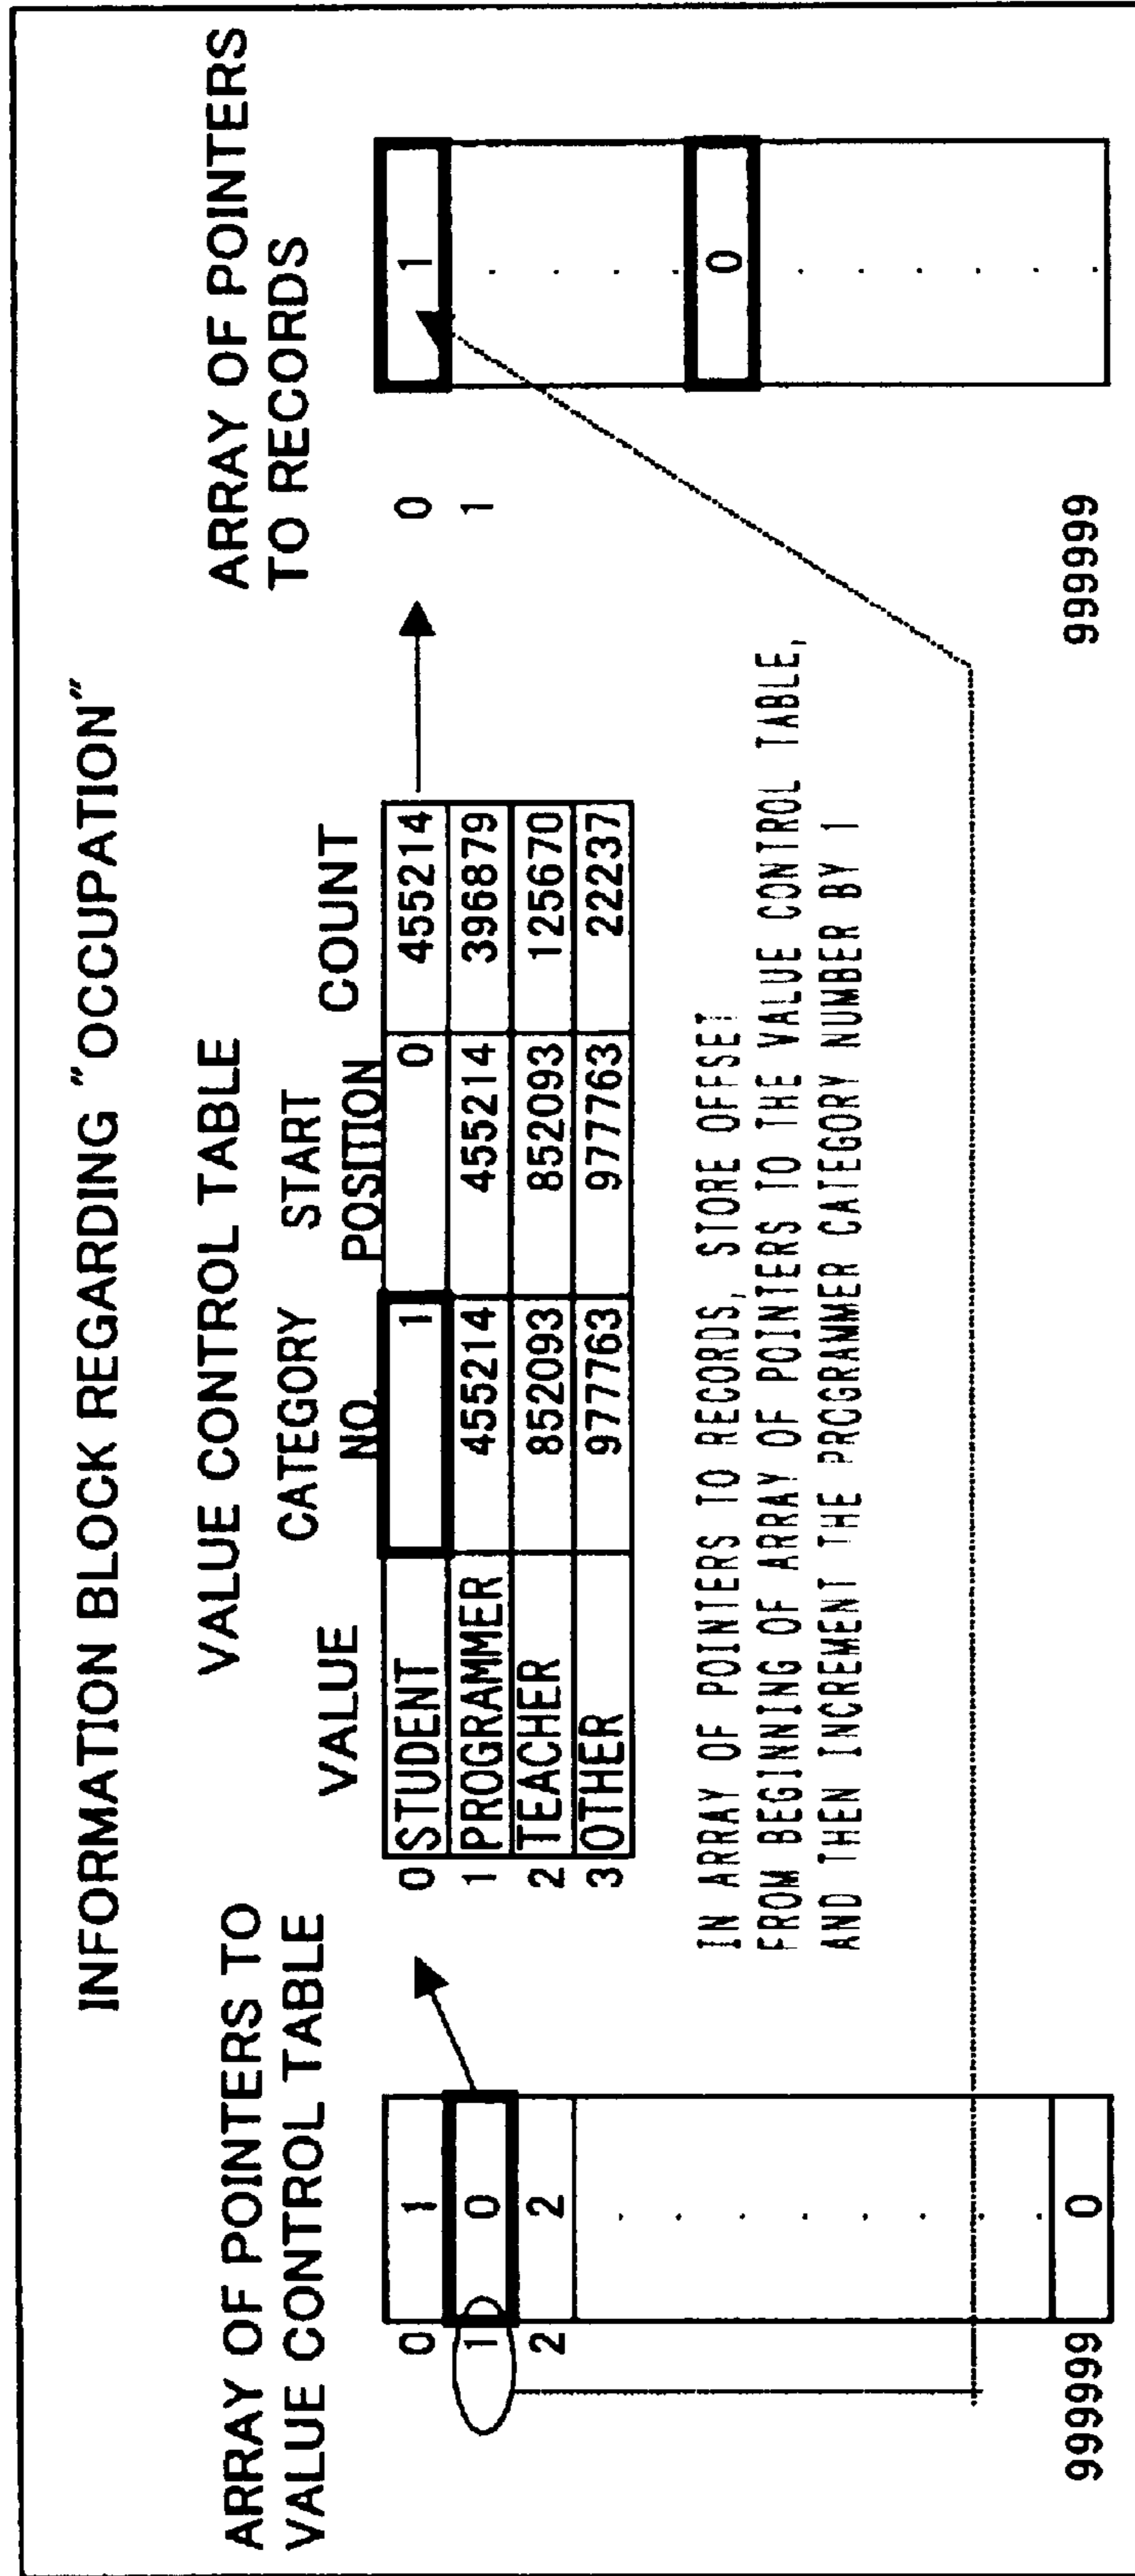 INFORMATION BLOCK REGARDING "OCCUPATION"
ARRAY OF POINTERS TO
VALUE CONTROL TABLE
0 1
1 0
2 2
999999 0
VALUE CONTROL TABLE
VALUE CATEGORY NO. START POSITION COUNT
0 STUDENT 1 0 455214
1 PROGRAMMER 455214 455214 396879
2 TEACHER 852093 852093 125670
3 OTHER 977763 977763 22237
ARRAY OF POINTERS
TO RECORDS
0 1
1
0
999999
IN ARRAY OF POINTERS TO RECORDS, STORE OFFSET
FROM BEGINNING OF ARRAY OF POINTERS TO THE VALUE CONTROL TABLE,
AND THEN INCREMENT THE PROGRAMMER CATEGORY NUMBER BY 1